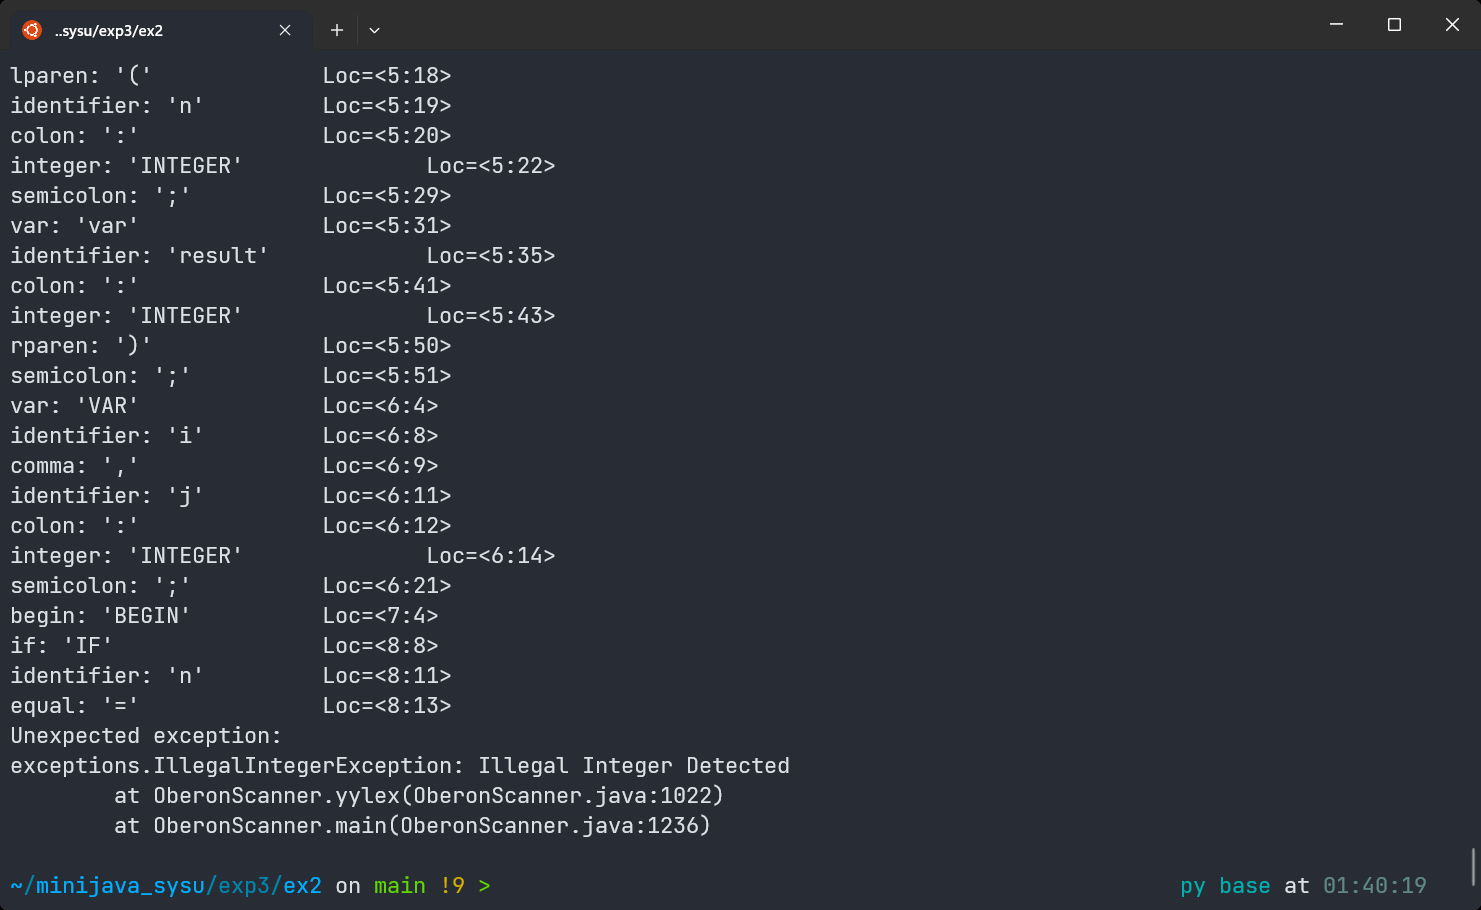 ..sysu/exp3/ex2
lparen: '(' Loc=<5:18>
identifier: 'n' Loc=<5:19>
colon: ':' Loc=<5:20>
integer: 'INTEGER' Loc=<5:22>
semicolon: ';' Loc=<5:29>
var: 'var' Loc=<5:31>
identifier: 'result' Loc=<5:35>
colon: ':' Loc=<5:41>
integer: 'INTEGER' Loc=<5:43>
rparen: ')' Loc=<5:50>
semicolon: ';' Loc=<5:51>
var: 'VAR' Loc=<6:4>
identifier: 'i' Loc=<6:8>
comma: ',' Loc=<6:9>
identifier: 'j' Loc=<6:11>
colon: ':' Loc=<6:12>
integer: 'INTEGER' Loc=<6:14>
semicolon: ';' Loc=<6:21>
begin: 'BEGIN' Loc=<7:4>
if: 'IF' Loc=<8:8>
identifier: 'n' Loc=<8:11>
equal: '=' Loc=<8:13>
Unexpected exception:
exceptions.IllegalIntegerException: Illegal Integer Detected
at OberonScanner.yylex(OberonScanner.java:1022)
at OberonScanner.main(OberonScanner.java:1236)
~/minijava_sysu/exp3/ex2 on main !9 > py base at 01:40:19